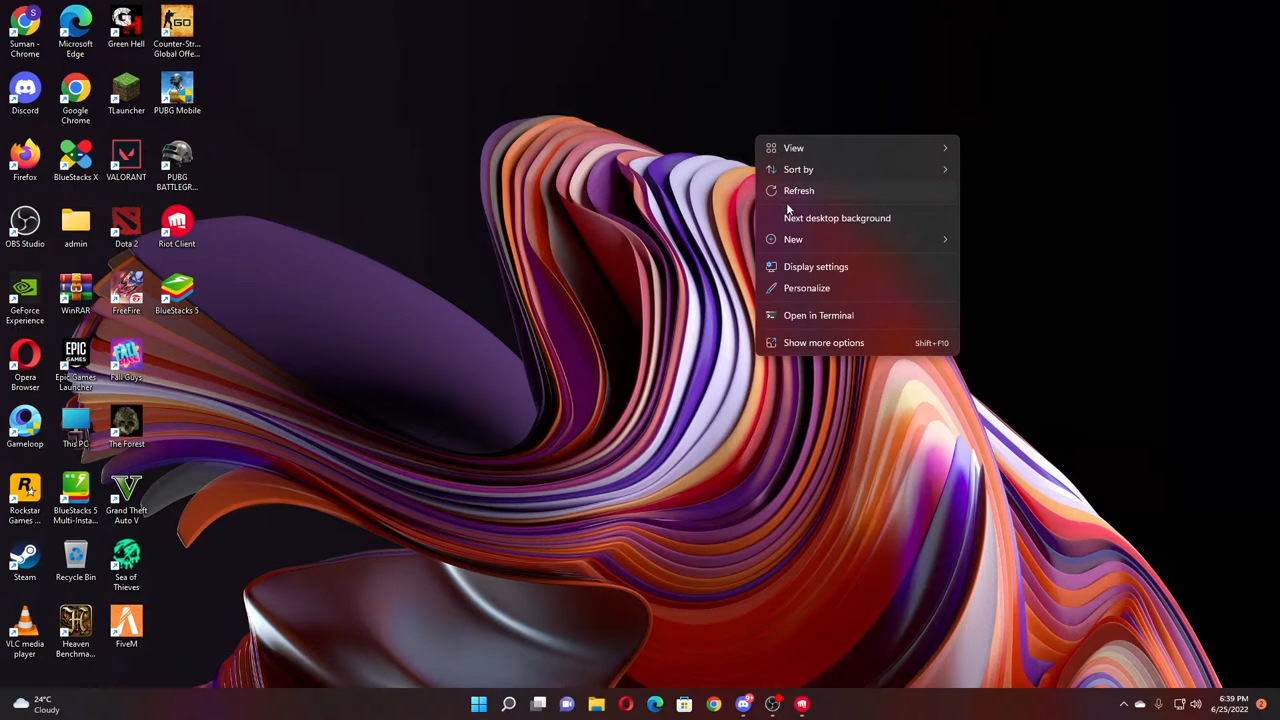 Suman -
Chrome
Microsoft
Edge
Green Hell
Counter-Str...
Global Offe...
Discord
Google
Chrome
TLauncher
PUBG Mobile
Firefox
BlueStacks X
VALORANT
PUBG
BATTLEGR...
OBS Studio
admin
Dota 2
Riot Client
GeForce
Experience
WinRAR
FreeFire
BlueStacks 5
Opera
Browser
Epic Games
Launcher
Fall Guys
Gameloop
This PC
The Forest
Rockstar
Games ...
BlueStacks 5
Multi-Insta...
Grand Theft
Auto V
Steam
Recycle Bin
Sea of
Thieves
VLC media
player
Heaven
Benchma...
FiveM
View
Sort by
Refresh
Next desktop background
New
Display settings
Personalize
Open in Terminal
Show more options Shift+F10
24°C
Cloudy
6:39 PM
6/25/2022
2